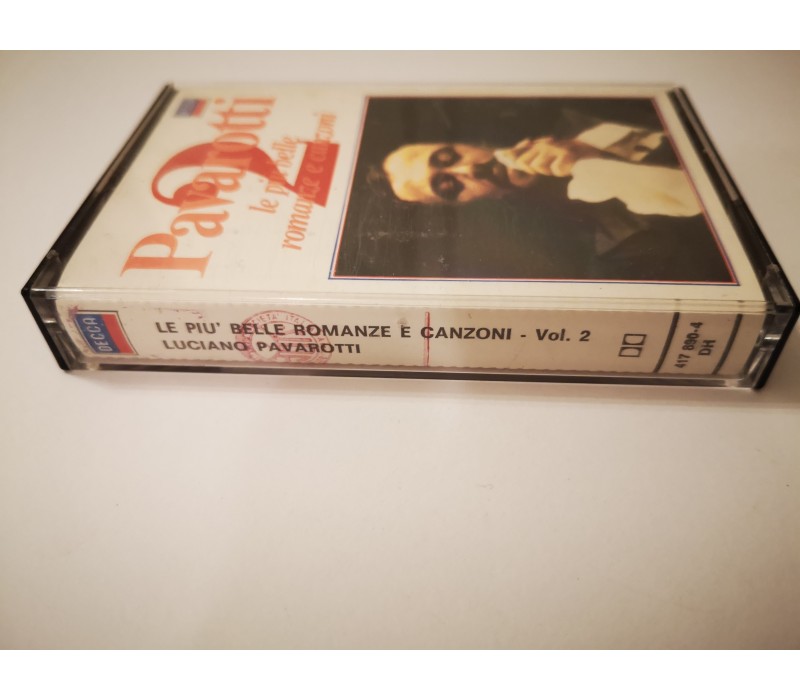 Pavarotti
2
le più belle
romanze e canzoni
DECCA
LE PIU' BELLE ROMANZE E CANZONI - Vol. 2
LUCIANO PAVAROTTI
417 890-4
DH